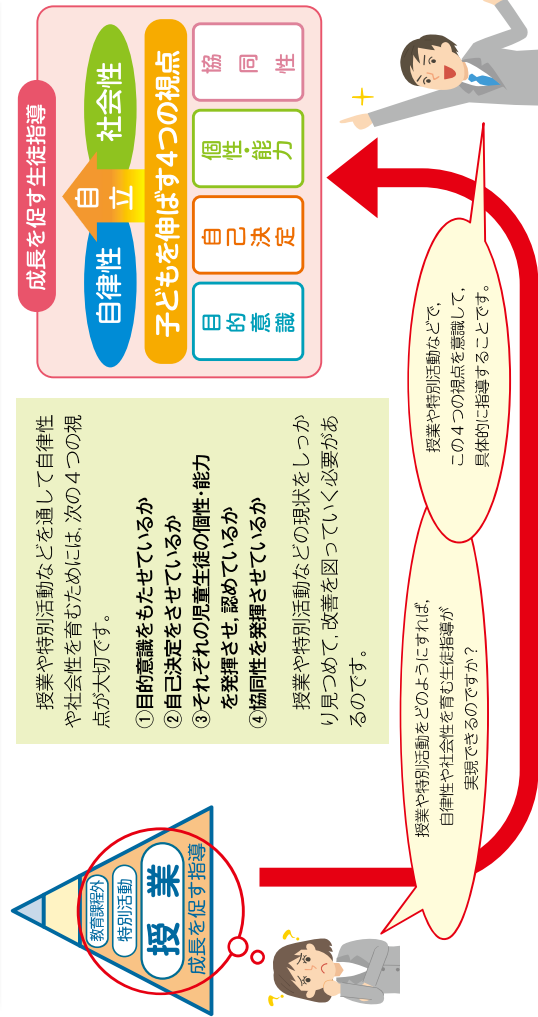 教育課程外
特別活動
授業
成長を促す指導
授業や特別活動などを通して自律性
や社会性を育むためには，次の４つの視
点が大切です。
①目的意識をもたせているか
②自己決定をさせているか
③それぞれの児童生徒の個性・能力
を発揮させ，認めているか
④協同性を発揮させているか
授業や特別活動などの現状をしっか
り見つめて，改善を図っていく必要があ
るのです。
成長を促す生徒指導
自律性
自立
社会性
子どもを伸ばす４つの視点
目的意識
自己決定
個性・能力
協同性
授業や特別活動をどのようにすれば，
自律性や社会性を育む生徒指導が
実現できるのですか？
授業や特別活動などで，
この４つの視点を意識して，
具体的に指導することです。